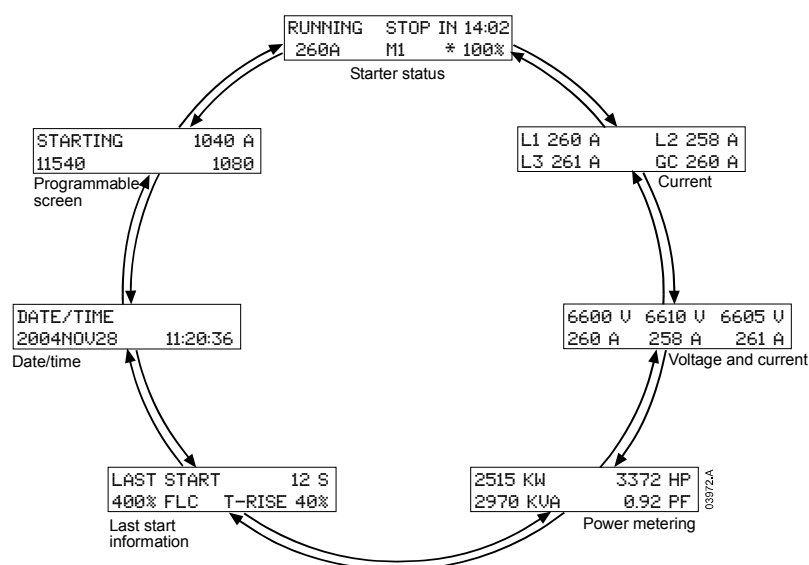 RUNNING STOP IN 14:02
260A M1 * 100%
Starter status
STARTING 1040 A
11540 1080
Programmable
screen
L1 260 A L2 258 A
L3 261 A GC 260 A
Current
DATE/TIME
2004NOV28 11:20:36
Date/time
6600 V 6610 V 6605 V
260 A 258 A 261 A
Voltage and current
LAST START 12 S
400% FLC T-RISE 40%
Last start
information
2515 KW 3372 HP
2970 KVA 0.92 PF
Power metering
03972.A